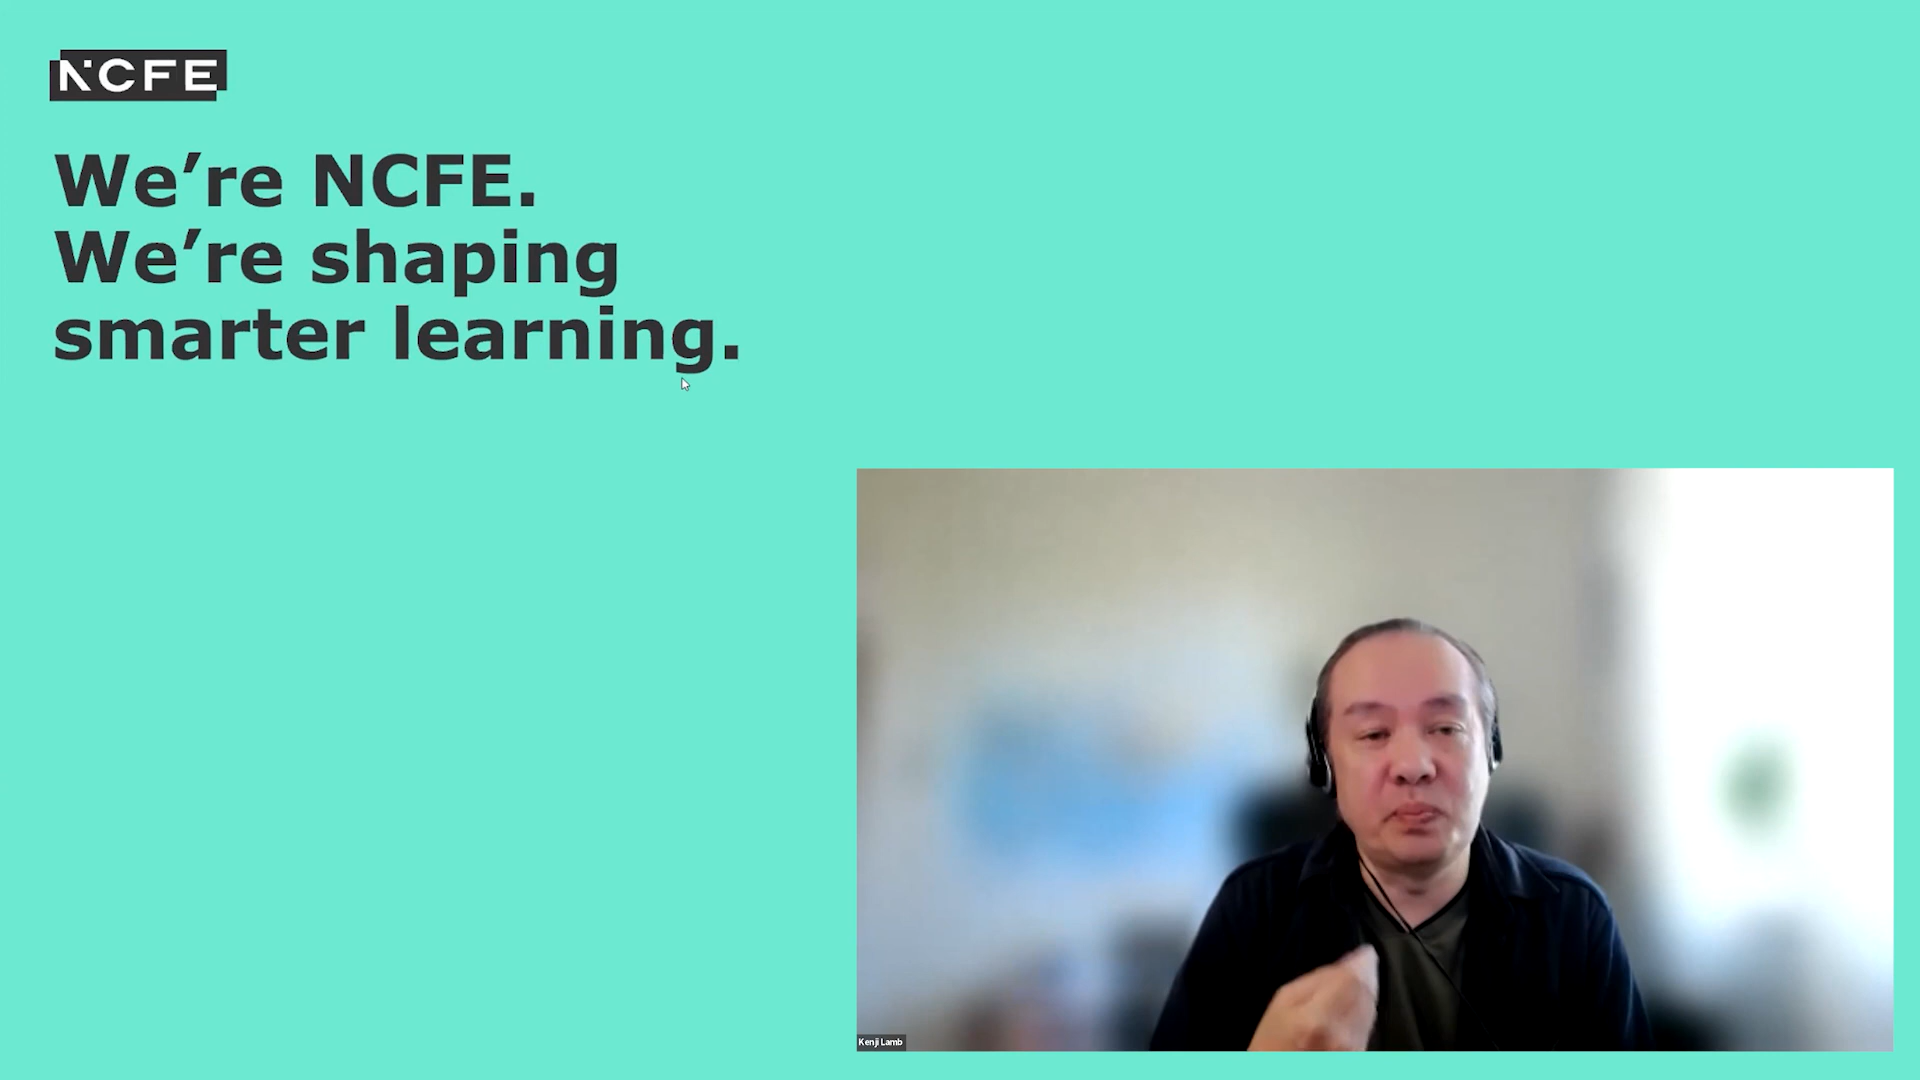 NCFE
We’re NCFE.
We’re shaping
smarter learning.
Kenji Lamb